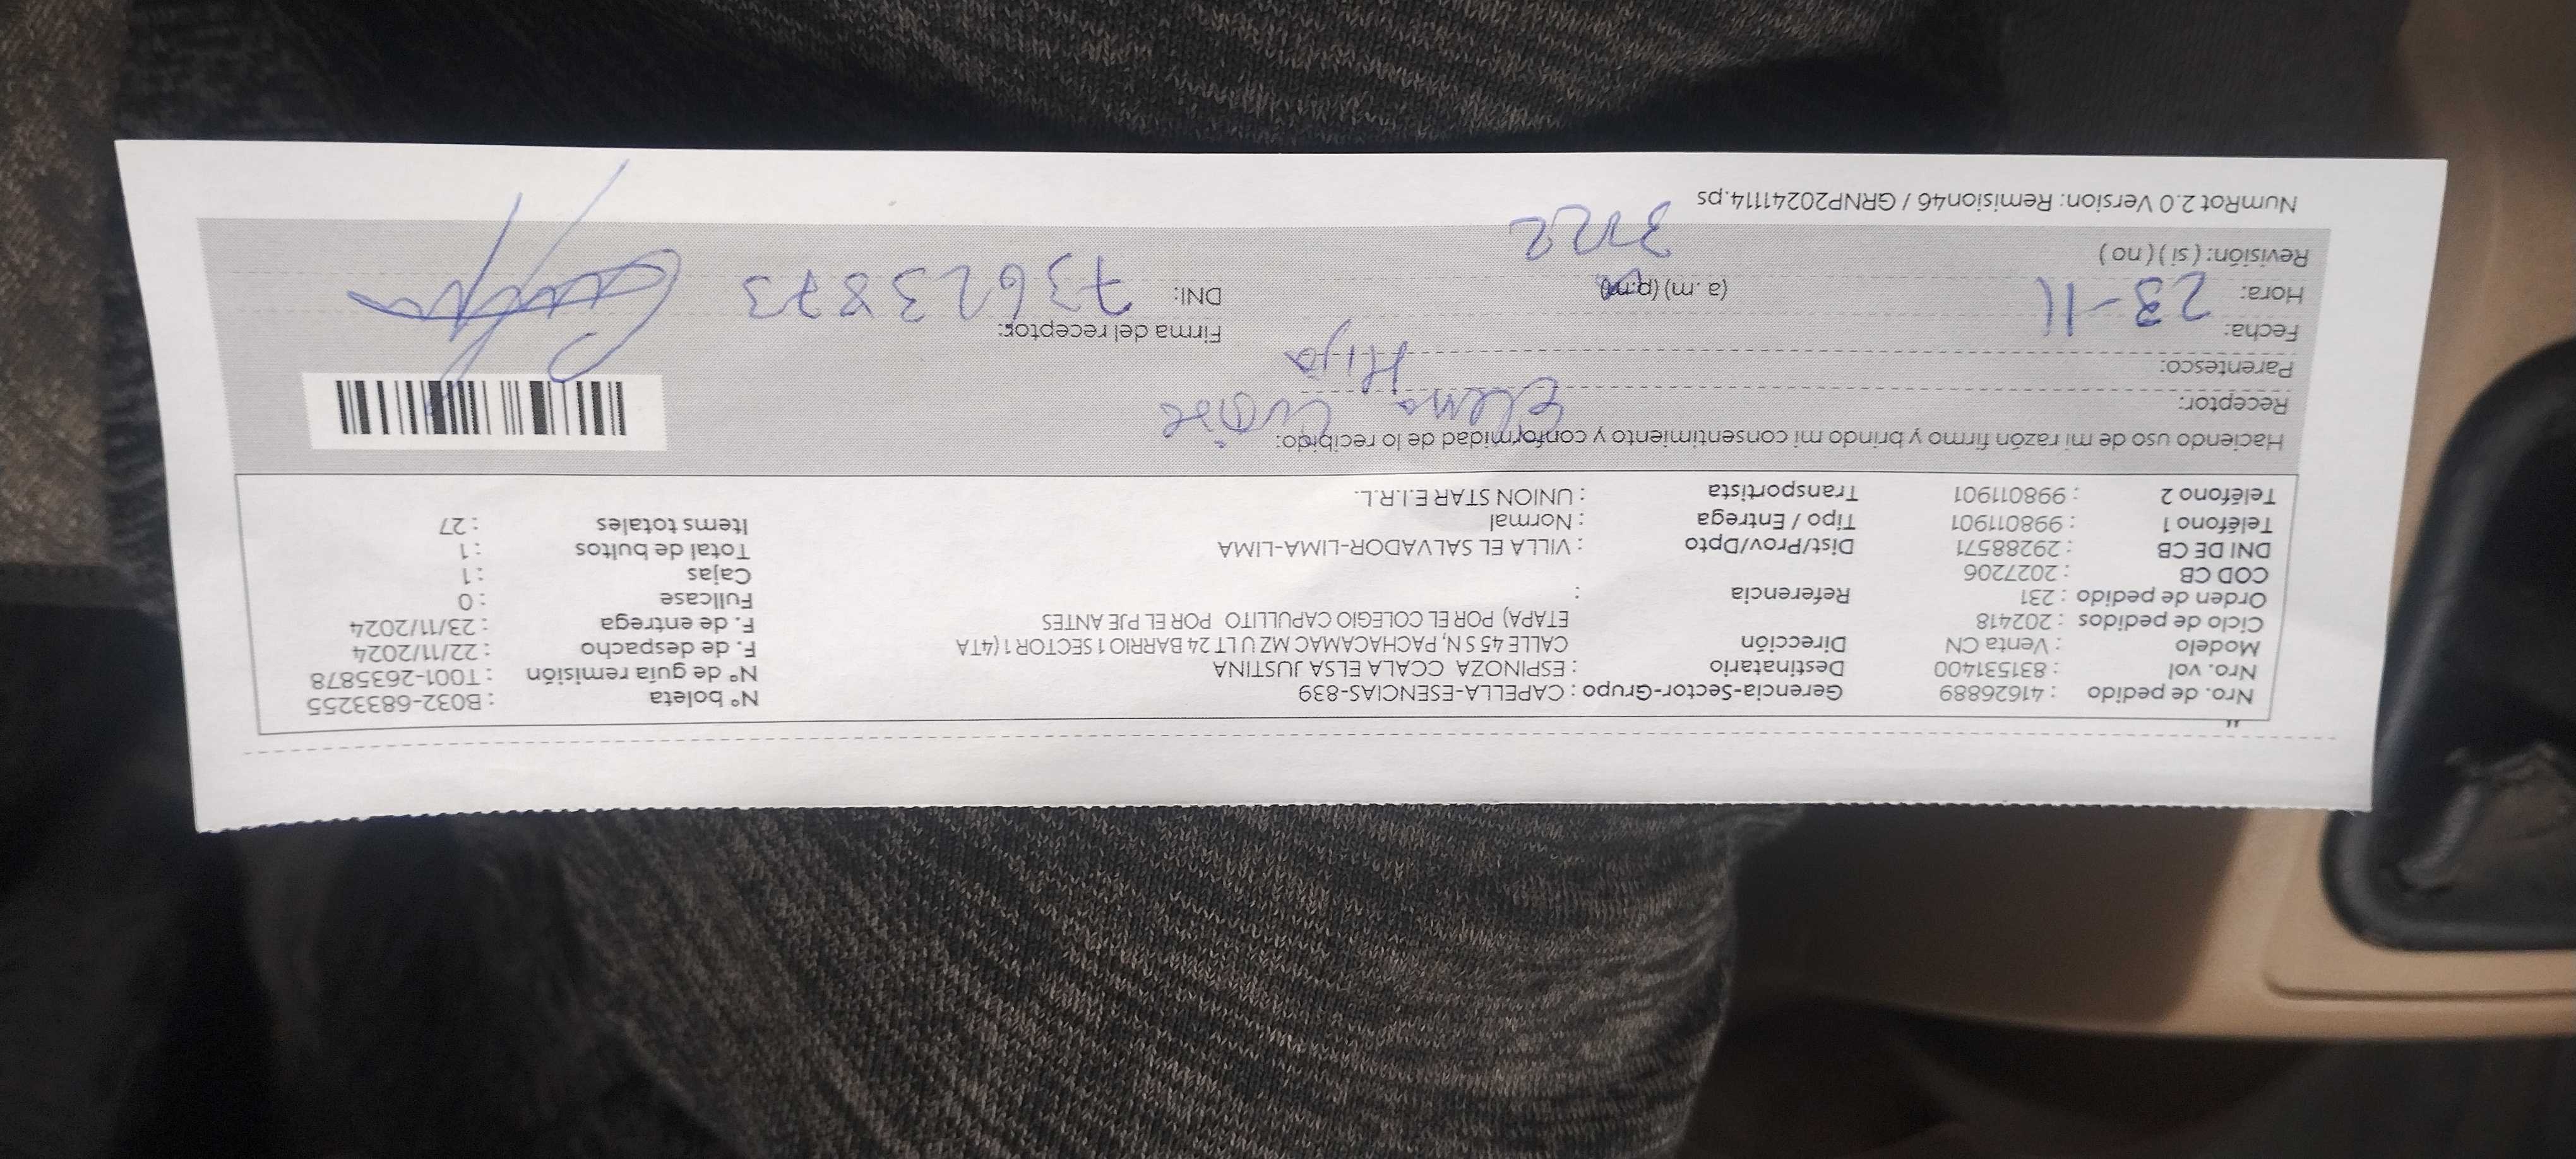 "
Nro. de pedido : 41626889 Gerencia-Sector-Grupo : CAPELLA-ESENCIAS-839 N° boleta : B032-6833255
Nro. vol : 831531400 Destinatario : ESPINOZA CCALA ELSA JUSTINA N° de guía remisión : T001-2635878
Modelo : Venta CN Dirección CALLE 45 S N, PACHACAMAC MZ U LT 24 BARRIO 1 SECTOR 1 (4TA F. de despacho : 22/11/2024
Ciclo de pedidos : 202418 ETAPA) POR EL COLEGIO CAPULLITO POR EL PJE ANTES F. de entrega : 23/11/2024
Orden de pedido : 231 Referencia : Fullcase : 0
COD CB : 2027206 Cajas : 1
DNI DE CB : 29288571 Dist/Prov/Dpto : VILLA EL SALVADOR-LIMA-LIMA Total de bultos : 1
Teléfono 1 : 998011901 Tipo / Entrega : Normal Items totales : 27
Teléfono 2 : 998011901 Transportista : UNION STAR E.I.R.L.
Haciendo uso de mi razón firmo y brindo mi consentimiento y conformidad de lo recibido:
Receptor: Elena
Parentesco: Hija
Fecha: 23-11 Firma del receptor:
Hora: (a.m) (p.m) DNI: 73623873
Revisión: ( si ) ( no )
NumRot 2.0 Version: Remision46 / GRNP20241114.ps